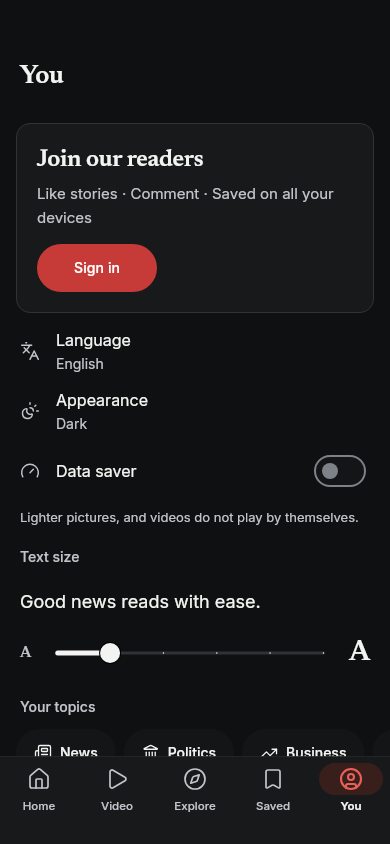 You
Join our readers
Like stories · Comment · Saved on all your
devices
Sign in
Language
English
Appearance
Dark
Data saver
Lighter pictures, and videos do not play by themselves.
Text size
Good news reads with ease.
A A
Your topics
News Politics Business
Home Video Explore Saved You